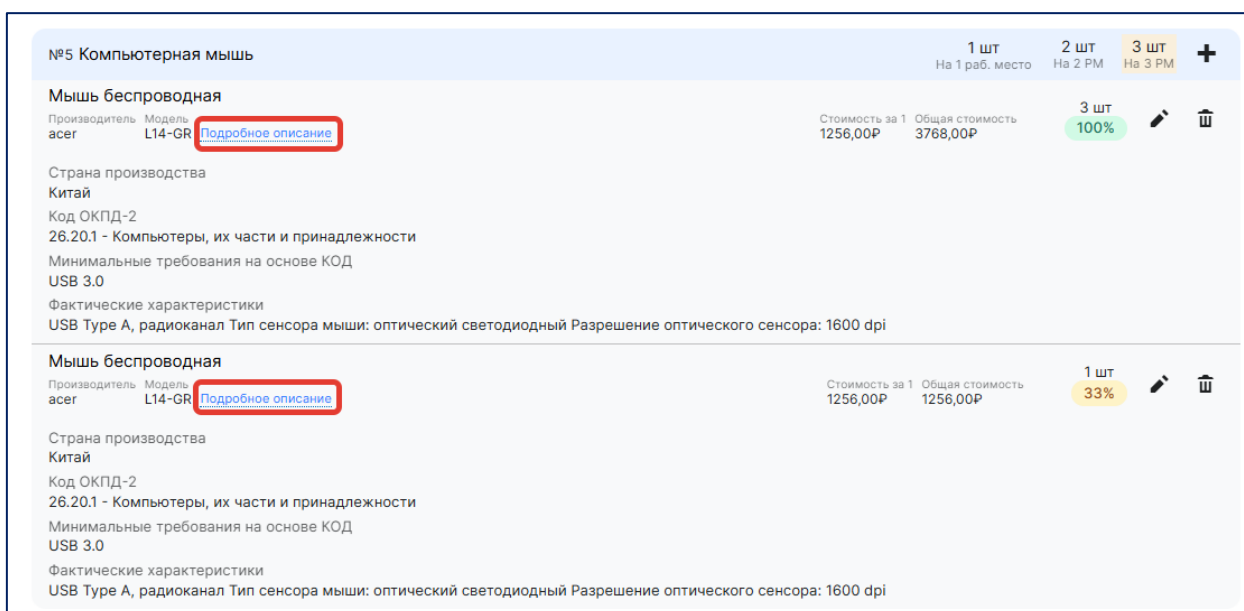 №5 Компьютерная мышь 1 шт 2 шт 3 шт
На 1 раб. место На 2 РМ На 3 РМ
Мышь беспроводная
Производитель Модель Стоимость за 1 Общая стоимость 3 шт
acer L14-GR Подробное описание 1256,00₽ 3768,00₽ 100%
Страна производства
Китай
Код ОКПД-2
26.20.1 - Компьютеры, их части и принадлежности
Минимальные требования на основе КОД
USB 3.0
Фактические характеристики
USB Type A, радиоканал Тип сенсора мыши: оптический светодиодный Разрешение оптического сенсора: 1600 dpi
Мышь беспроводная
Производитель Модель Стоимость за 1 Общая стоимость 1 шт
acer L14-GR Подробное описание 1256,00₽ 1256,00₽ 33%
Страна производства
Китай
Код ОКПД-2
26.20.1 - Компьютеры, их части и принадлежности
Минимальные требования на основе КОД
USB 3.0
Фактические характеристики
USB Type A, радиоканал Тип сенсора мыши: оптический светодиодный Разрешение оптического сенсора: 1600 dpi